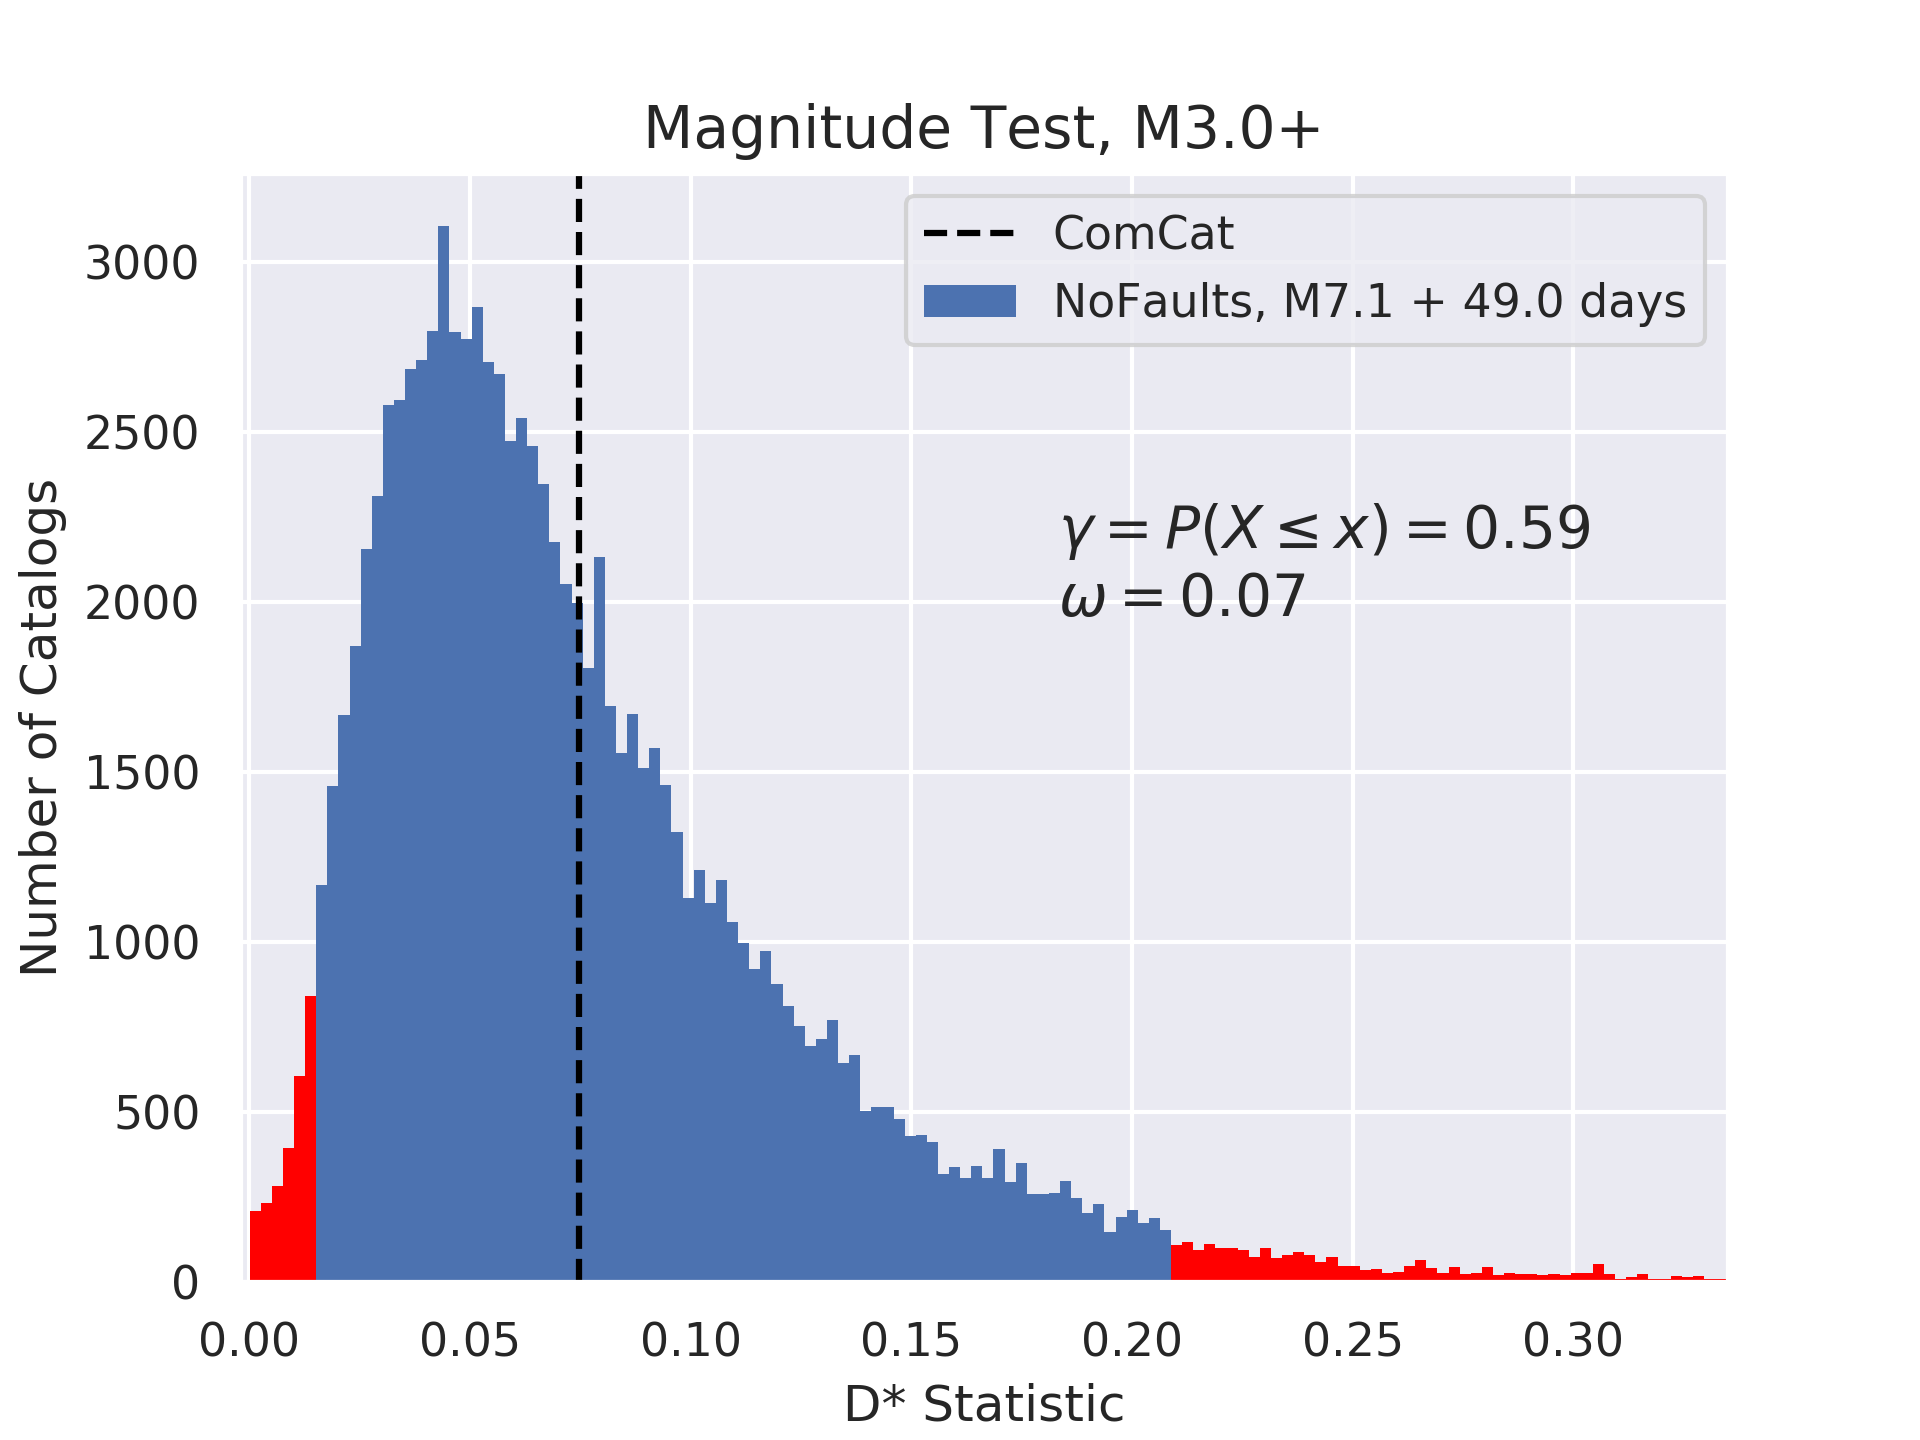 Magnitude Test, M3.0+
ComCat
NoFaults, M7.1 + 49.0 days
γ = P(X ≤ x) = 0.59
ω = 0.07
Number of Catalogs
3000
2500
2000
1500
1000
500
0
0.00 0.05 0.10 0.15 0.20 0.25 0.30
D* Statistic